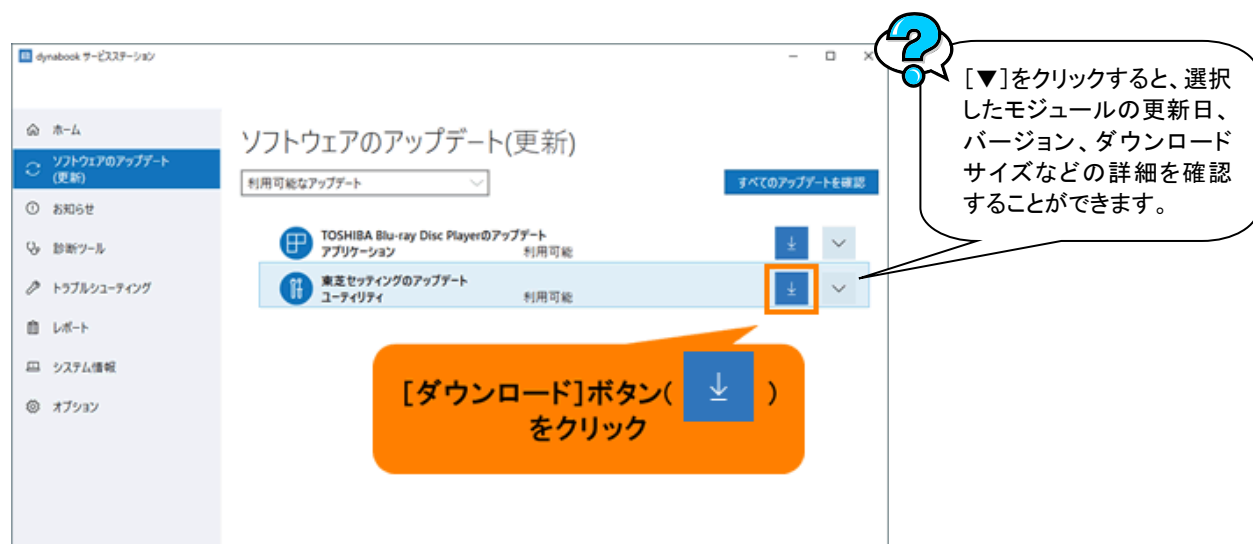 dynabook サービスステーション
ホーム
ソフトウェアのアップデート
(更新)
お知らせ
診断ツール
トラブルシューティング
レポート
システム情報
オプション
ソフトウェアのアップデート(更新)
利用可能なアップデート
すべてのアップデートを確認
TOSHIBA Blu-ray Disc Playerのアップデート
アプリケーション 利用可能
東芝セッティングのアップデート
ユーティリティ 利用可能
[ダウンロード]ボタン( )
をクリック
?
[▼]をクリックすると、選択
したモジュールの更新日、
バージョン、ダウンロード
サイズなどの詳細を確認
することができます。